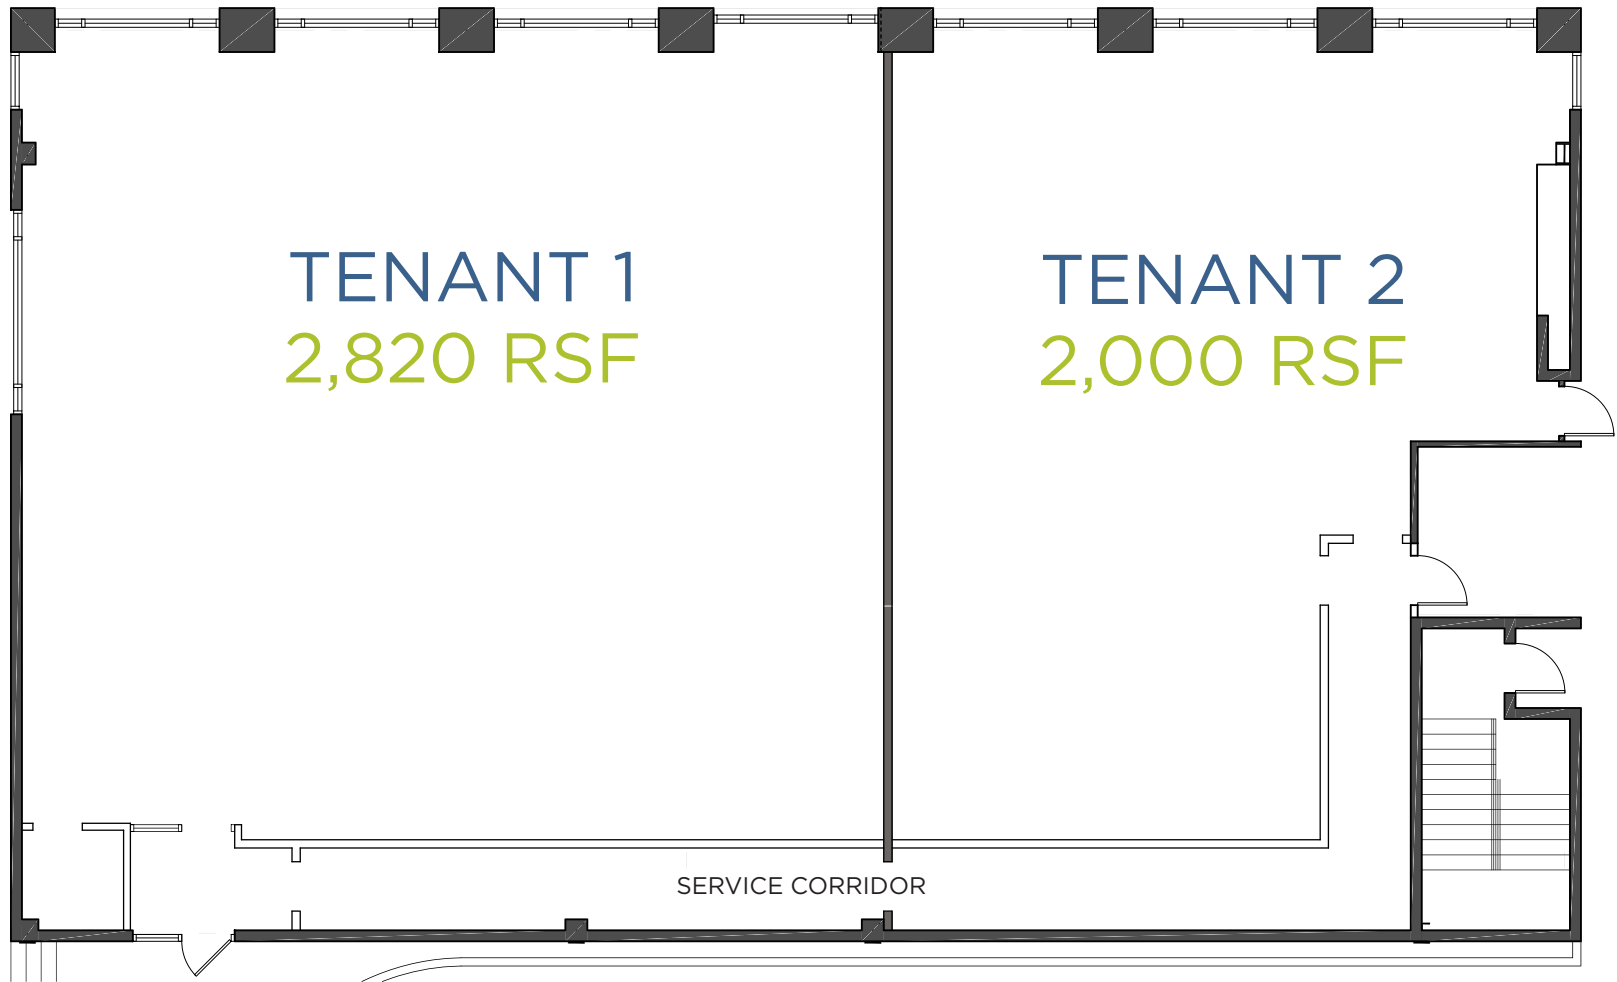 TENANT 1
2,820 RSF
TENANT 2
2,000 RSF
SERVICE CORRIDOR